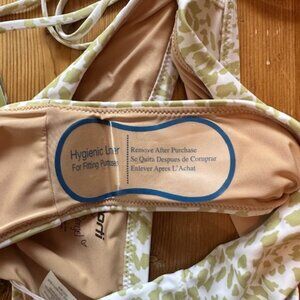 Hygienic Liner
For Fitting Purposes
Remove After Purchase
Se Quita Despues de Comprar
Enlever Apres L'Achat